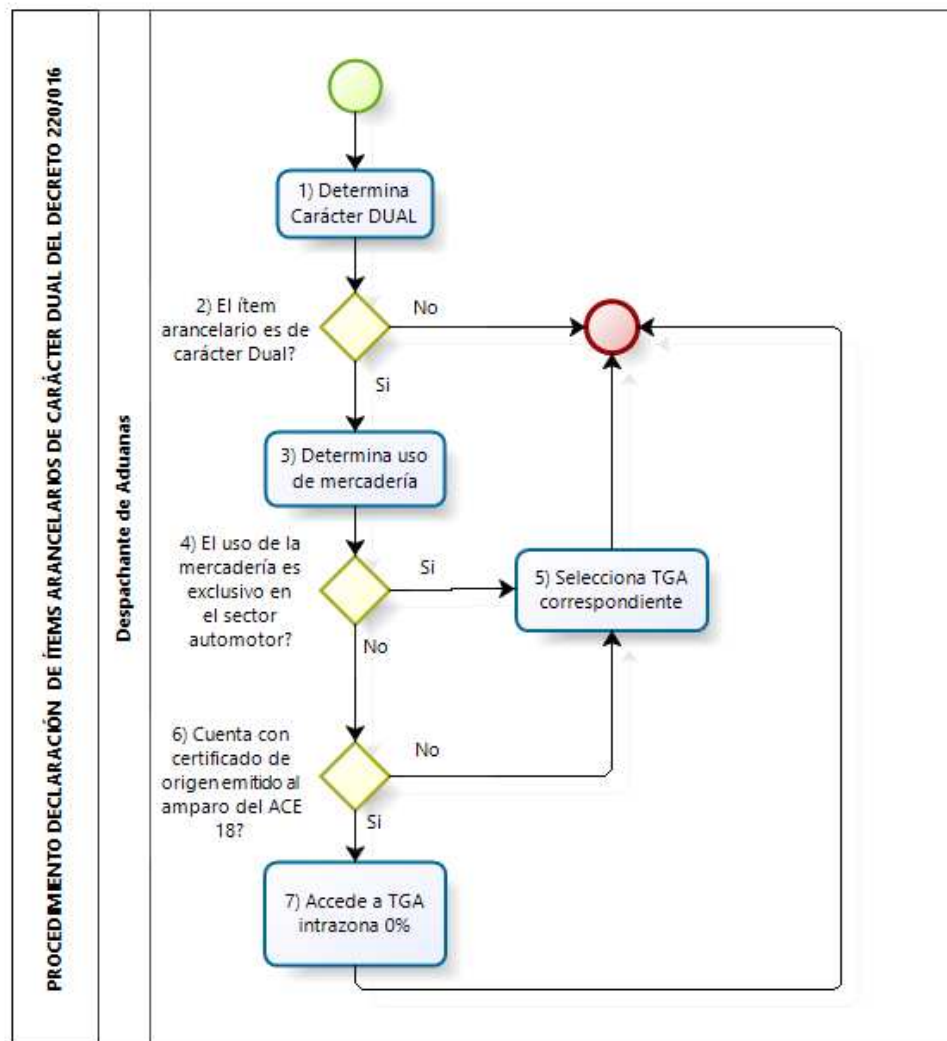 PROCEDIMIENTO DECLARACIÓN DE ÍTEMS ARANCELARIOS DE CARÁCTER DUAL DEL DECRETO 220/016
Despachante de Aduanas
1) Determina
Carácter DUAL
2) El ítem
arancelario es de
carácter Dual?
No
Si
3) Determina uso
de mercadería
4) El uso de la
mercadería es
exclusivo en
el sector
automotor?
Si
No
5) Selecciona TGA
correspondiente
6) Cuenta con
certificado de
origen emitido al
amparo del ACE
18?
No
Si
7) Accede a TGA
intrazona 0%